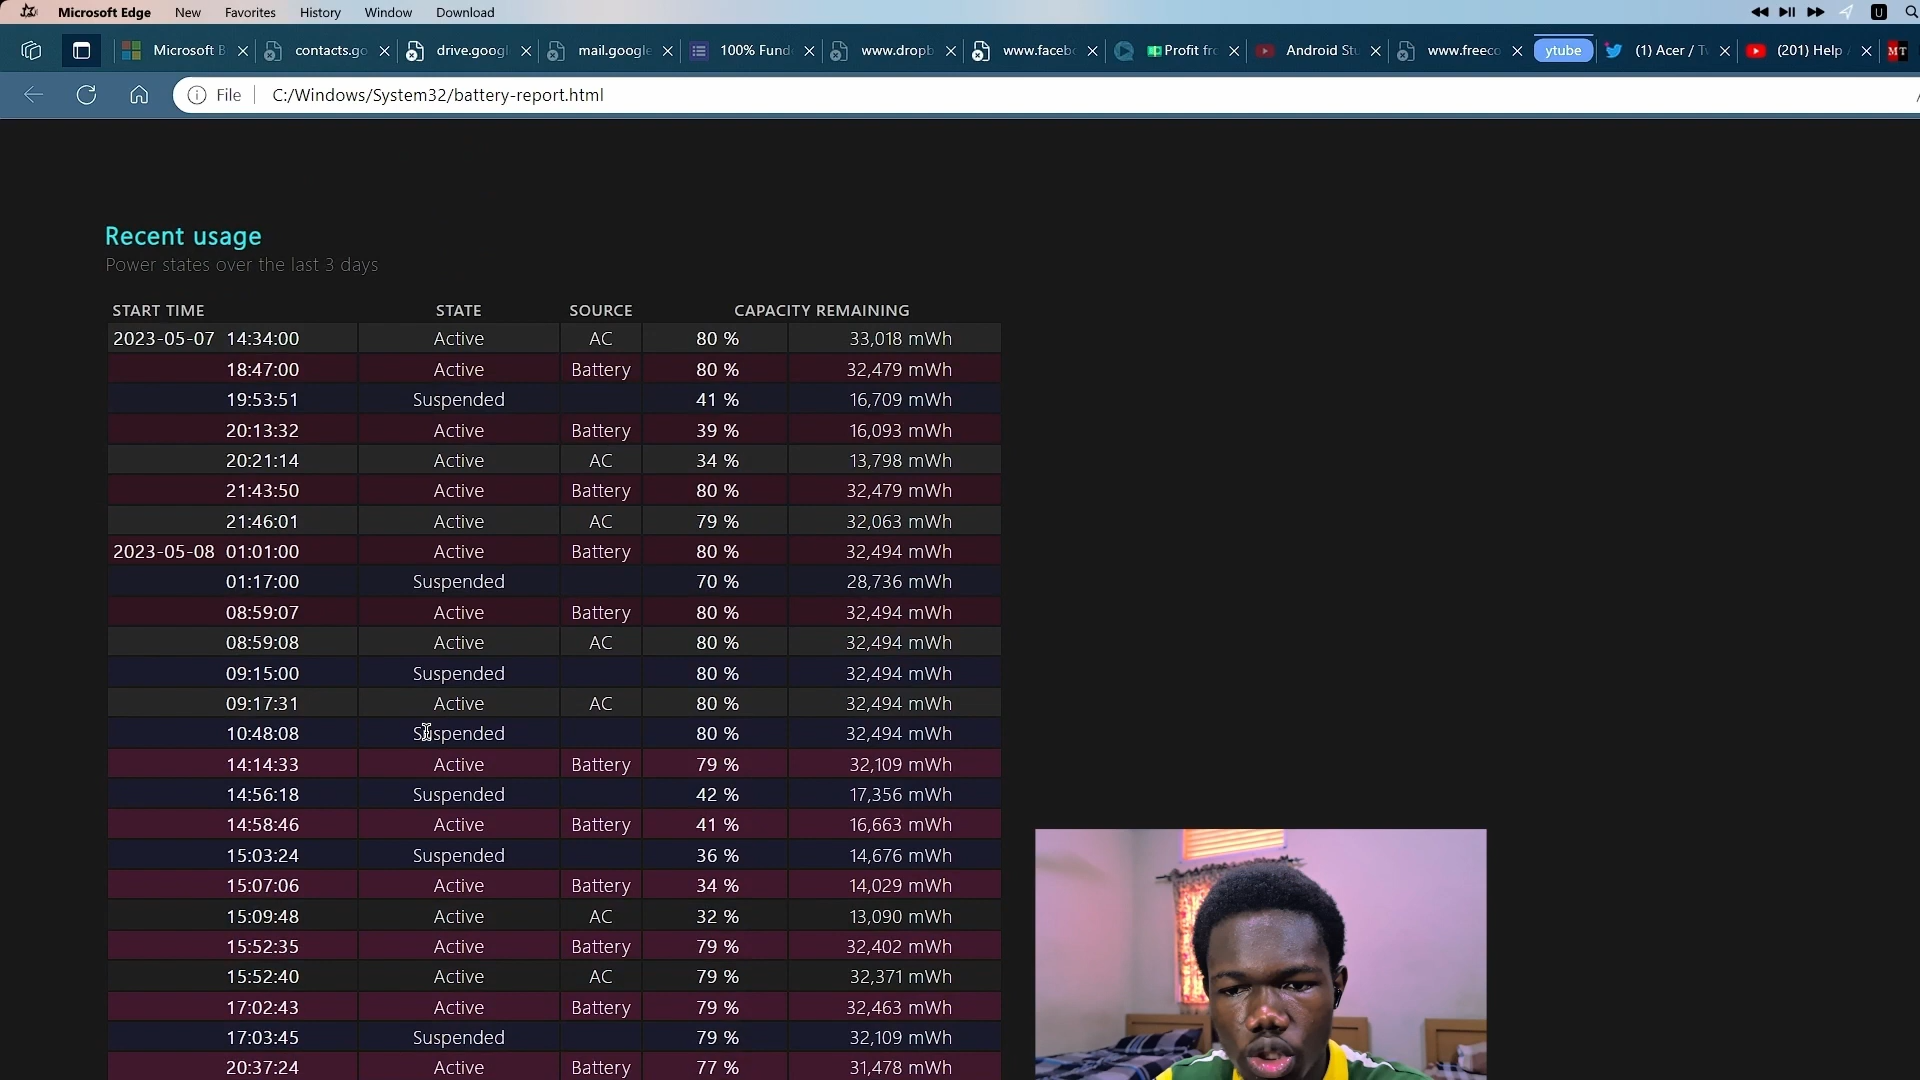 Microsoft Edge New Favorites History Window Download
Microsoft B contacts.go drive.googl mail.google 100% Fund www.dropb www.facebo Profit fro Android Stu www.freeco ytube (1) Acer / Tw (201) Help / MT
File C:/Windows/System32/battery-report.html
Recent usage
Power states over the last 3 days
START TIME STATE SOURCE CAPACITY REMAINING
2023-05-07 14:34:00 Active AC 80 % 33,018 mWh
18:47:00 Active Battery 80 % 32,479 mWh
19:53:51 Suspended 41 % 16,709 mWh
20:13:32 Active Battery 39 % 16,093 mWh
20:21:14 Active AC 34 % 13,798 mWh
21:43:50 Active Battery 80 % 32,479 mWh
21:46:01 Active AC 79 % 32,063 mWh
2023-05-08 01:01:00 Active Battery 80 % 32,494 mWh
01:17:00 Suspended 70 % 28,736 mWh
08:59:07 Active Battery 80 % 32,494 mWh
08:59:08 Active AC 80 % 32,494 mWh
09:15:00 Suspended 80 % 32,494 mWh
09:17:31 Active AC 80 % 32,494 mWh
10:48:08 Suspended 80 % 32,494 mWh
14:14:33 Active Battery 79 % 32,109 mWh
14:56:18 Suspended 42 % 17,356 mWh
14:58:46 Active Battery 41 % 16,663 mWh
15:03:24 Suspended 36 % 14,676 mWh
15:07:06 Active Battery 34 % 14,029 mWh
15:09:48 Active AC 32 % 13,090 mWh
15:52:35 Active Battery 79 % 32,402 mWh
15:52:40 Active AC 79 % 32,371 mWh
17:02:43 Active Battery 79 % 32,463 mWh
17:03:45 Suspended 79 % 32,109 mWh
20:37:24 Active Battery 77 % 31,478 mWh